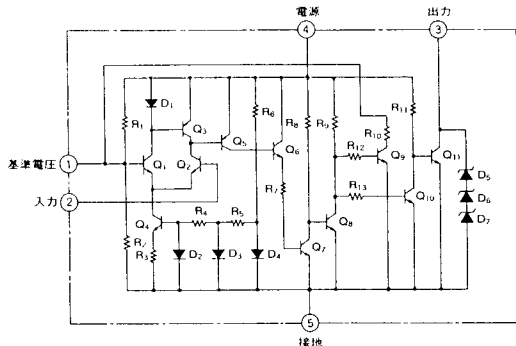 電源
出力
4
3
D₁
R₁
Q₃
Q₅
R₆
R₈
Q₆
R₉
R₁₁
R₁₀
基準電圧
1
Q₁
Q₂
R₁₂
Q₉
Q₁₁
D₅
入力
2
R₇
R₁₃
Q₁₀
D₆
Q₄
R₄
R₅
D₇
R₂
R₃
D₂
D₃
D₄
Q₇
Q₈
5
接地